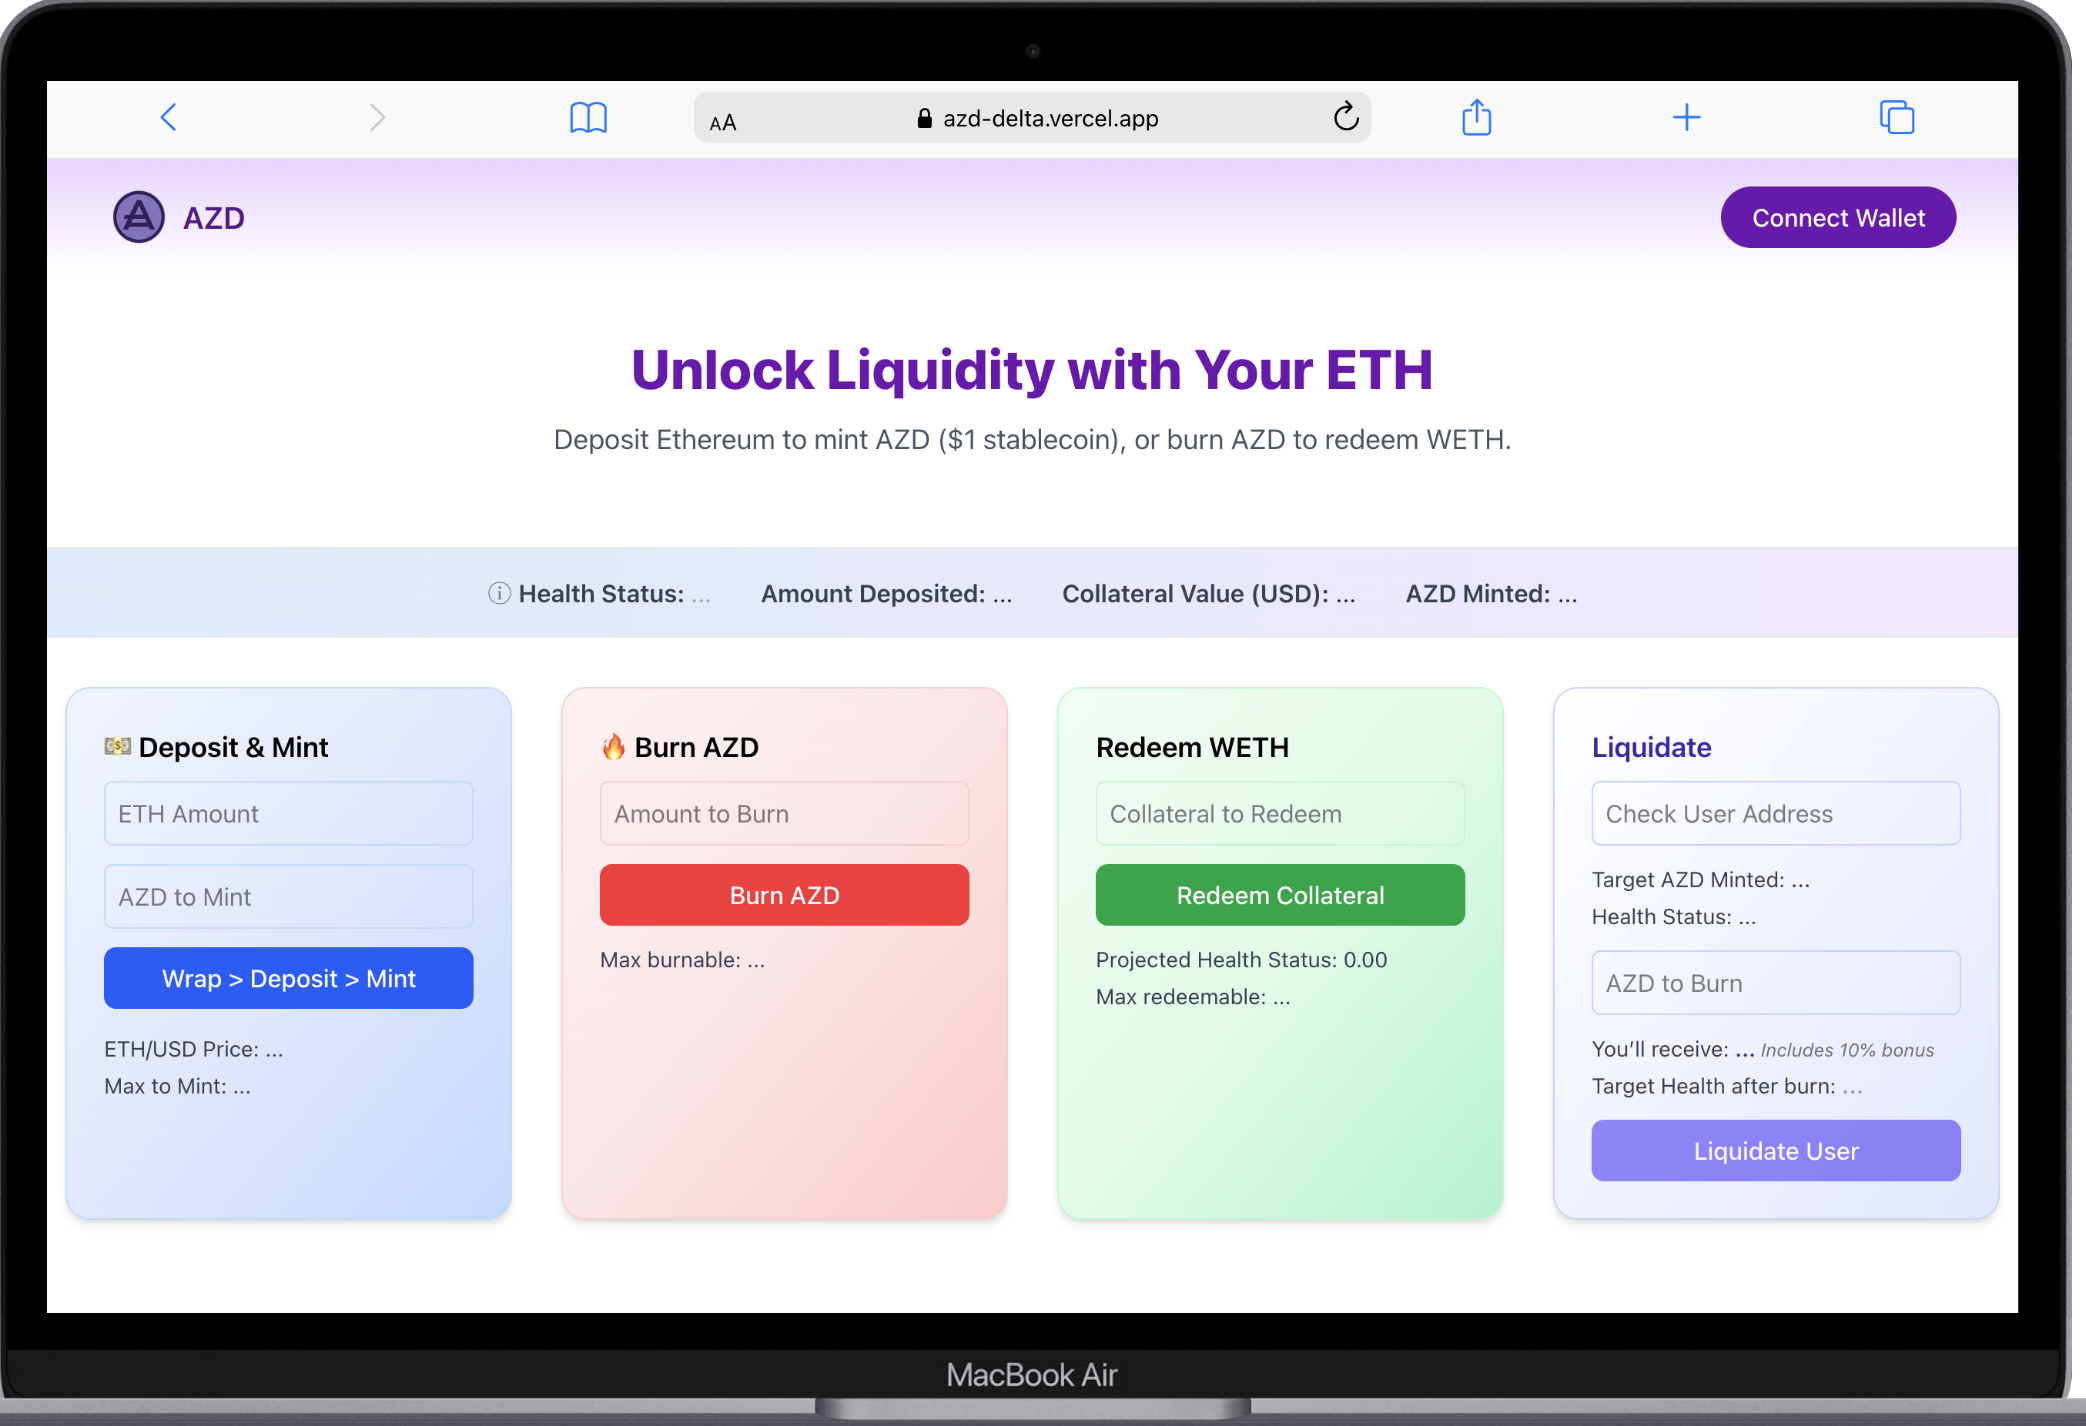 AA azd-delta.vercel.app
AZD
Connect Wallet
Unlock Liquidity with Your ETH
Deposit Ethereum to mint AZD ($1 stablecoin), or burn AZD to redeem WETH.
Health Status: ...
Amount Deposited: ...
Collateral Value (USD): ...
AZD Minted: ...
💵 Deposit & Mint
ETH Amount
AZD to Mint
Wrap > Deposit > Mint
ETH/USD Price: ...
Max to Mint: ...
🔥 Burn AZD
Amount to Burn
Burn AZD
Max burnable: ...
Redeem WETH
Collateral to Redeem
Redeem Collateral
Projected Health Status: 0.00
Max redeemable: ...
Liquidate
Check User Address
Target AZD Minted: ...
Health Status: ...
AZD to Burn
You’ll receive: ... Includes 10% bonus
Target Health after burn: ...
Liquidate User
MacBook Air